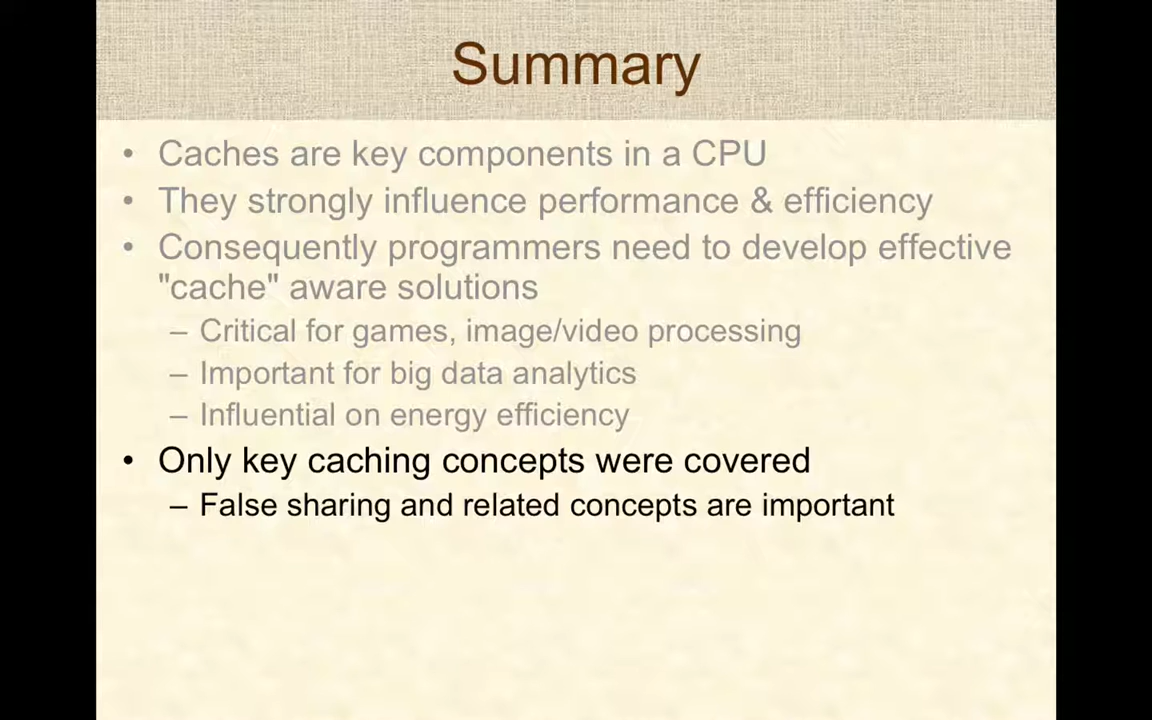 Summary
• Caches are key components in a CPU
• They strongly influence performance & efficiency
• Consequently programmers need to develop effective
"cache" aware solutions
– Critical for games, image/video processing
– Important for big data analytics
– Influential on energy efficiency
• Only key caching concepts were covered
– False sharing and related concepts are important